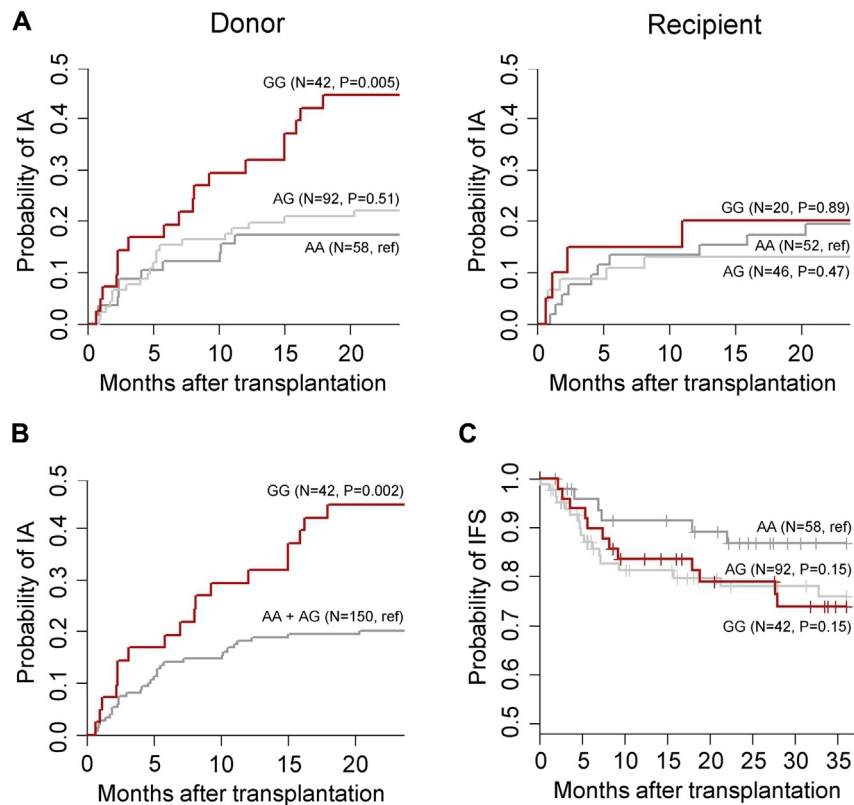 A
Donor
Recipient
Probability of IA
0.5
0.4
0.3
0.2
0.1
0.0
GG (N=42, P=0.005)
AG (N=92, P=0.51)
AA (N=58, ref)
0 5 10 15 20
Months after transplantation
Probability of IA
0.5
0.4
0.3
0.2
0.1
0.0
GG (N=20, P=0.89)
AA (N=52, ref)
AG (N=46, P=0.47)
0 5 10 15 20
Months after transplantation
B
Probability of IA
0.5
0.4
0.3
0.2
0.1
0.0
GG (N=42, P=0.002)
AA + AG (N=150, ref)
0 5 10 15 20
Months after transplantation
C
Probability of IFS
1.0
0.9
0.8
0.7
0.6
0.5
AA (N=58, ref)
AG (N=92, P=0.15)
GG (N=42, P=0.15)
0 5 10 15 20 25 30 35
Months after transplantation